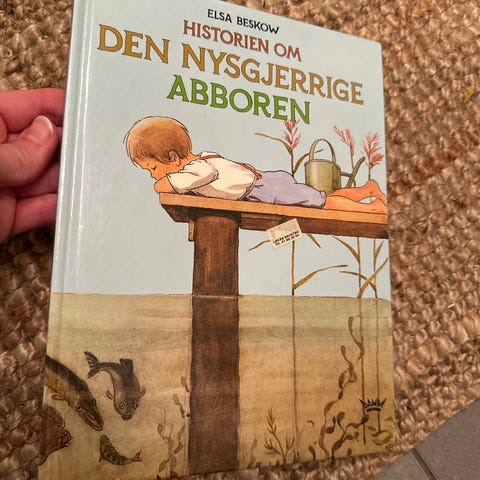 ELSA BESKOW
HISTORIEN OM
DEN NYSGJERRIGE
ABBOREN